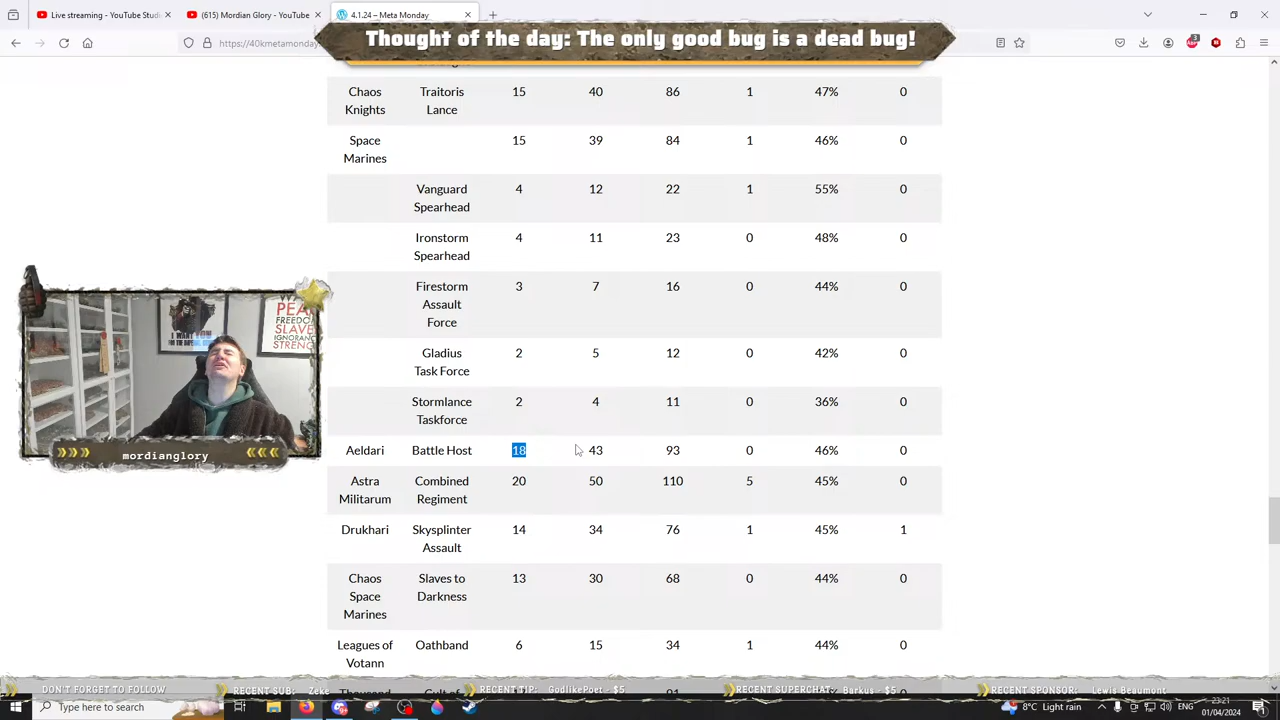 Live streaming - YouTube Studi
(615) Mordian Glory - YouTube
4.1.24 – Meta Monday
https://40kmetamonday
Thought of the day: The only good bug is a dead bug!
Chaos Knights Traitoris Lance 15 40 86 1 47% 0
Space Marines 15 39 84 1 46% 0
Vanguard Spearhead 4 12 22 1 55% 0
Ironstorm Spearhead 4 11 23 0 48% 0
Firestorm Assault Force 3 7 16 0 44% 0
Gladius Task Force 2 5 12 0 42% 0
Stormlance Taskforce 2 4 11 0 36% 0
Aeldari Battle Host 18 43 93 0 46% 0
Astra Militarum Combined Regiment 20 50 110 5 45% 0
Drukhari Skysplinter Assault 14 34 76 1 45% 1
Chaos Space Marines Slaves to Darkness 13 30 68 0 44% 0
Leagues of Votann Oathband 6 15 34 1 44% 0
mordianglory
DON'T FORGET TO FOLLOW RECENT SUB: Zeke RECENT TIP: GodlikePoet - $5 RECENT SUPERCHAT: Barkus - $5 RECENT SPONSOR: Lewis Beaumont
Type here to search
8°C Light rain
ENG
23:21
01/04/2024